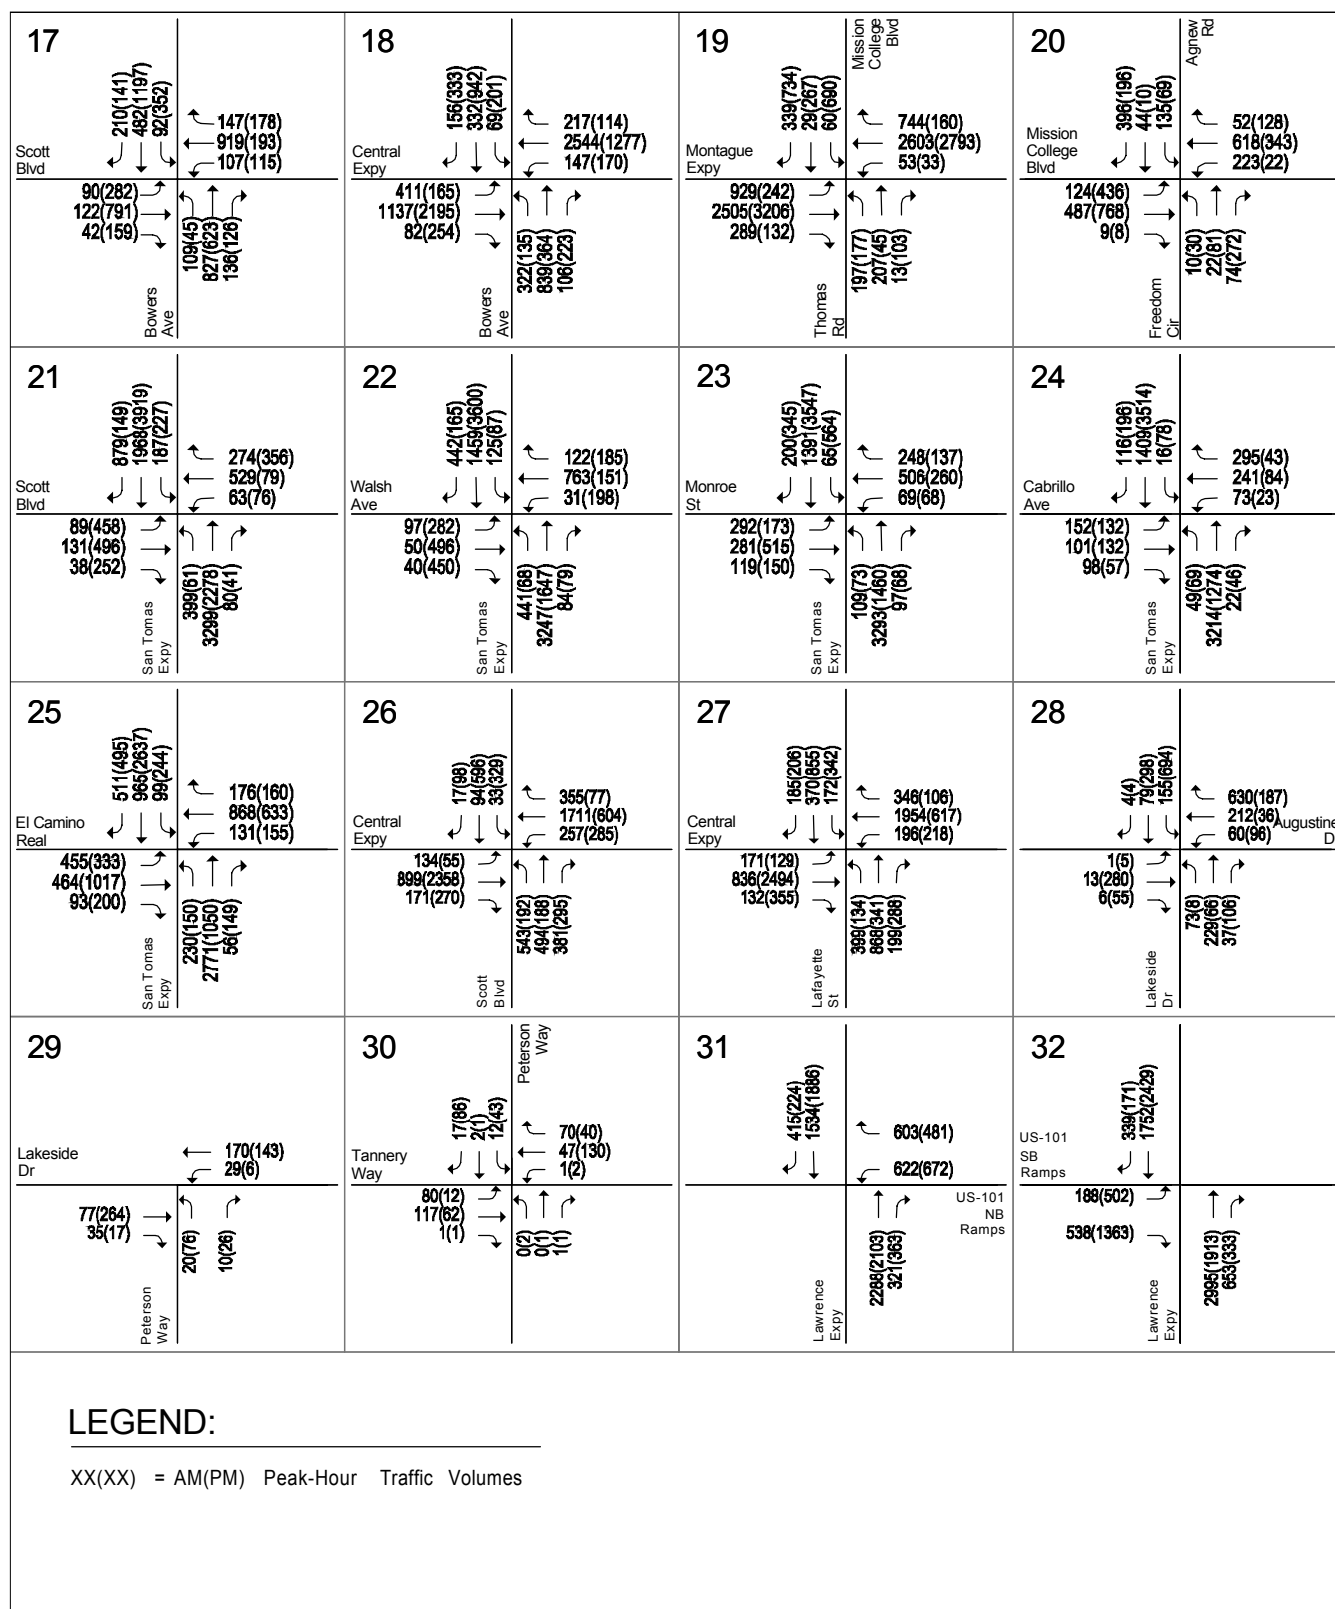 17
210(141)
482(1197)
92(352)
147(178)
919(193)
107(115)
Scott
Blvd
90(282)
122(791)
42(159)
109(45)
827(623)
136(126)
Bowers
Ave
18
156(333)
332(942)
69(201)
217(114)
2544(1277)
147(170)
Central
Expy
411(165)
1137(2195)
82(254)
322(135)
839(364)
106(223)
Bowers
Ave
19
Mission
College
Blvd
339(734)
29(267)
60(690)
744(160)
2603(2793)
53(33)
Montague
Expy
929(242)
2505(3206)
289(132)
197(177)
207(45)
13(103)
Thomas
Rd
20
Agnew
Rd
396(196)
44(10)
135(69)
52(128)
618(343)
223(22)
Mission
College
Blvd
124(436)
487(768)
9(8)
10(30)
22(81)
74(272)
Freedom
Cir
21
879(149)
1968(3919)
187(227)
274(356)
529(79)
63(76)
Scott
Blvd
89(458)
131(496)
38(252)
399(61)
3299(2278)
80(41)
San Tomas
Expy
22
442(165)
1459(3600)
125(87)
122(185)
763(151)
31(198)
Walsh
Ave
97(282)
50(496)
40(450)
441(68)
3247(1647)
84(79)
San Tomas
Expy
23
200(345)
1391(3547)
65(564)
248(137)
506(260)
69(68)
Monroe
St
292(173)
281(515)
119(150)
109(73)
3293(1460)
97(68)
San Tomas
Expy
24
116(196)
1409(3514)
16(78)
295(43)
241(84)
73(23)
Cabrillo
Ave
152(132)
101(132)
98(57)
49(69)
3214(1274)
22(46)
San Tomas
Expy
25
511(495)
965(2637)
99(244)
176(160)
868(633)
131(155)
El Camino
Real
455(333)
464(1017)
93(200)
230(150)
2771(1050)
56(149)
San Tomas
Expy
26
17(98)
94(596)
33(329)
355(77)
1711(604)
257(285)
Central
Expy
134(55)
899(2358)
171(270)
543(192)
494(188)
381(295)
Scott
Blvd
27
185(206)
370(855)
172(342)
346(106)
1954(617)
196(218)
Central
Expy
171(129)
836(2494)
132(355)
399(134)
868(341)
199(288)
Lafayette
St
28
4(4)
79(298)
155(694)
630(187)
212(36)
60(96)
Augustine
D
1(5)
13(280)
6(55)
73(8)
229(66)
37(106)
Lakeside
Dr
29
170(143)
29(6)
Lakeside
Dr
77(264)
35(17)
20(76)
10(26)
Peterson
Way
30
Peterson
Way
17(86)
2(1)
12(43)
70(40)
47(130)
1(2)
Tannery
Way
80(12)
117(62)
1(1)
0(2)
0(1)
1(1)
31
415(224)
1534(1886)
603(481)
622(672)
US-101
NB
Ramps
2268(2103)
321(363)
Lawrence
Expy
32
339(171)
1752(2429)
US-101
SB
Ramps
188(502)
538(1363)
2995(1913)
653(333)
Lawrence
Expy
LEGEND:
XX(XX) = AM(PM) Peak-Hour Traffic Volumes